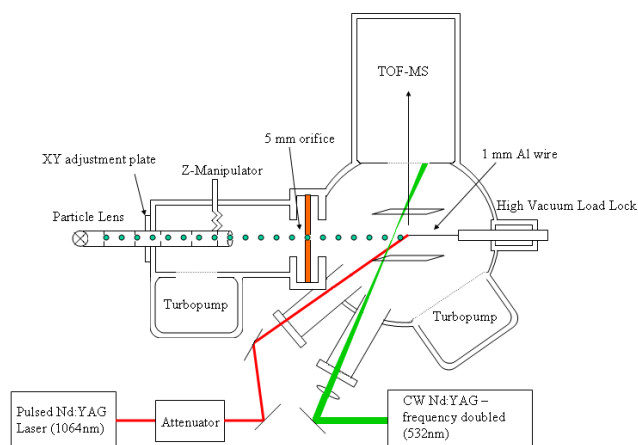 TOF-MS
5 mm orifice
XY adjustment plate
1 mm Al wire
Z-Manipulator
High Vacuum Load Lock
Particle Lens
Turbopump
Turbopump
Pulsed Nd:YAG
Laser (1064nm)
Attenuator
CW Nd:YAG –
frequency doubled
(532nm)